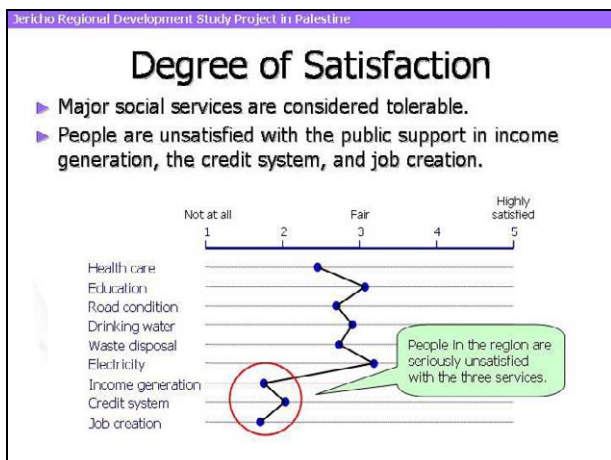 Jericho Regional Development Study Project in Palestine
Degree of Satisfaction
Major social services are considered tolerable.
People are unsatisfied with the public support in income
generation, the credit system, and job creation.
Not at all Fair Highly
satisfied
1 2 3 4 5
Health care
Education
Road condition
Drinking water
Waste disposal
Electricity
Income generation
Credit system
Job creation
People in the region are
seriously unsatisfied
with the three services.